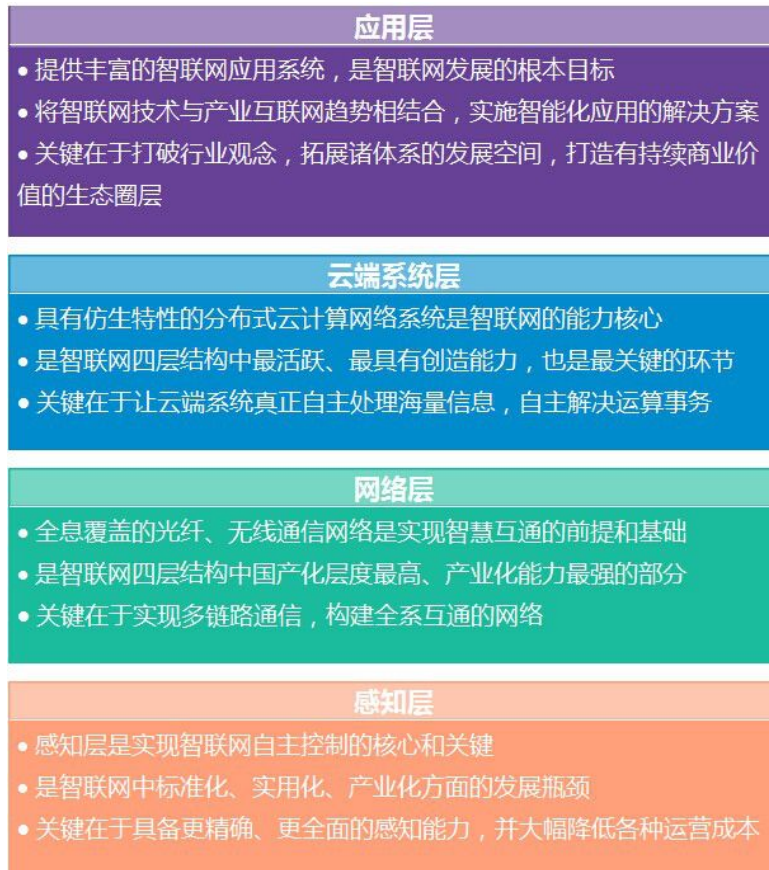 应用层
● 提供丰富的智联网应用系统，是智联网发展的根本目标
● 将智联网技术与产业互联网趋势相结合，实施智能化应用的解决方案
● 关键在于打破行业观念，拓展诸体系的发展空间，打造有持续商业价
值的生态圈层
云端系统层
● 具有仿生特性的分布式云计算网络系统是智联网的能力核心
● 是智联网四层结构中最活跃、最具有创造能力，也是最关键的环节
● 关键在于让云端系统真正自主处理海量信息，自主解决运算事务
网络层
● 全息覆盖的光纤、无线通信网络是实现智慧互通的前提和基础
● 是智联网四层结构中国产化层度最高、产业化能力最强的部分
● 关键在于实现多链路通信，构建全系互通的网络
感知层
● 感知层是实现智联网自主控制的核心和关键
● 是智联网中标准化、实用化、产业化方面的发展瓶颈
● 关键在于具备更精确、更全面的感知能力，并大幅降低各种运营成本